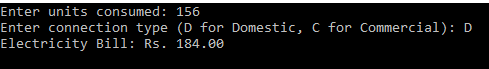 Enter units consumed: 156
Enter connection type (D for Domestic, C for Commercial): D
Electricity Bill: Rs. 184.00